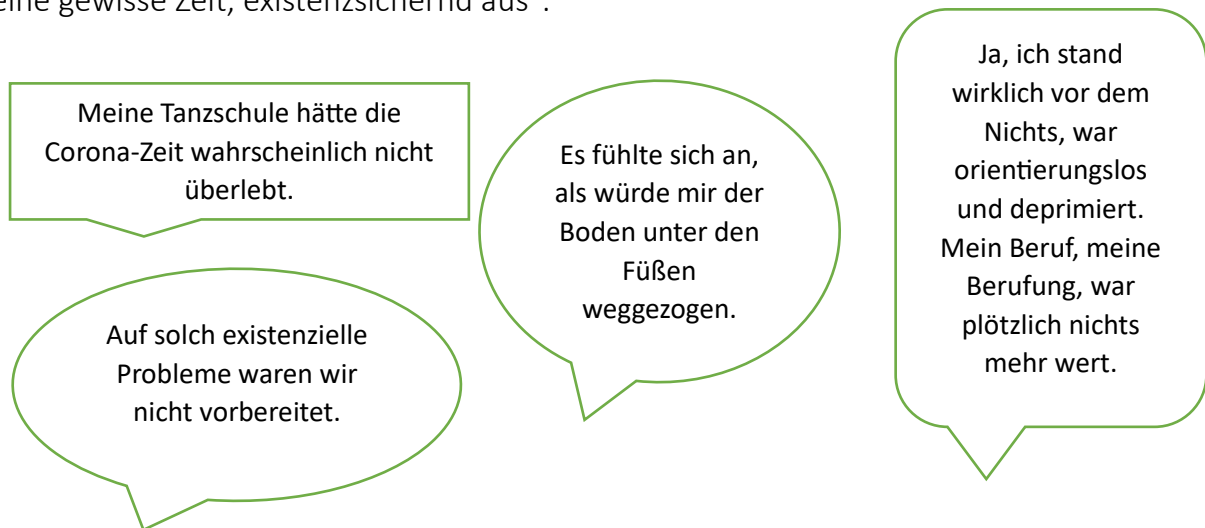 eine gewisse Zeit, existenzsichernd aus“.
Meine Tanzschule hätte die
Corona-Zeit wahrscheinlich nicht
überlebt.
Auf solch existenzielle
Probleme waren wir
nicht vorbereitet.
Es fühlte sich an,
als würde mir der
Boden unter den
Füßen
weggezogen.
Ja, ich stand
wirklich vor dem
Nichts, war
orientierungslos
und deprimiert.
Mein Beruf, meine
Berufung, war
plötzlich nichts
mehr wert.